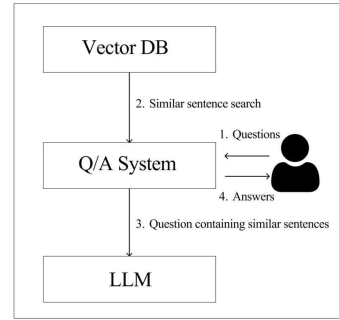 Vector DB
2. Similar sentence search
1. Questions
Q/A System
4. Answers
3. Question containing similar sentences
LLM